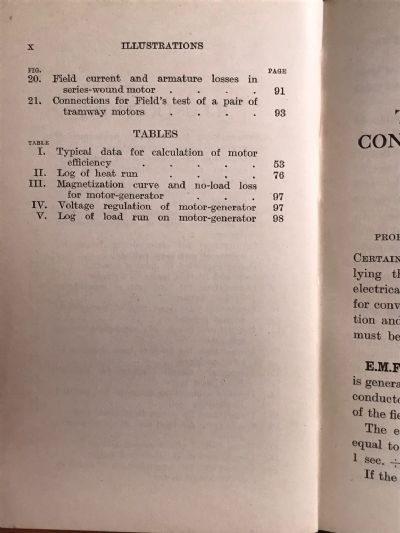 x ILLUSTRATIONS
FIG. PAGE
20. Field current and armature losses in
series-wound motor . . . . 91
21. Connections for Field's test of a pair of
tramway motors . . . . 93
TABLES
TABLE
I. Typical data for calculation of motor
efficiency . . . . . 53
II. Log of heat run . . . . 76
III. Magnetization curve and no-load loss
for motor-generator . . . 97
IV. Voltage regulation of motor-generator 97
V. Log of load run on motor-generator 98
T
CON
PROP
CERTAIN
lying th
electrica
for conv
tion and
must be
E.M.F
is genera
conducto
of the fie
The e
equal to
1 sec. ÷
If the